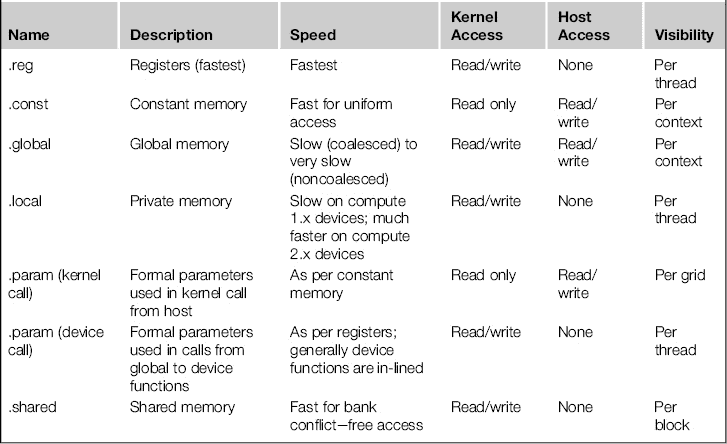 Name Description Speed Kernel Access Host Access Visibility
.reg Registers (fastest) Fastest Read/write None Per thread
.const Constant memory Fast for uniform access Read only Read/write Per context
.global Global memory Slow (coalesced) to very slow (noncoalesced) Read/write Read/write Per context
.local Private memory Slow on compute 1.x devices; much faster on compute 2.x devices Read/write None Per thread
.param (kernel call) Formal parameters used in kernel call from host As per constant memory Read only Read/write Per grid
.param (device call) Formal parameters used in calls from global to device functions As per registers; generally device functions are in-lined Read/write None Per thread
.shared Shared memory Fast for bank conflict–free access Read/write None Per block